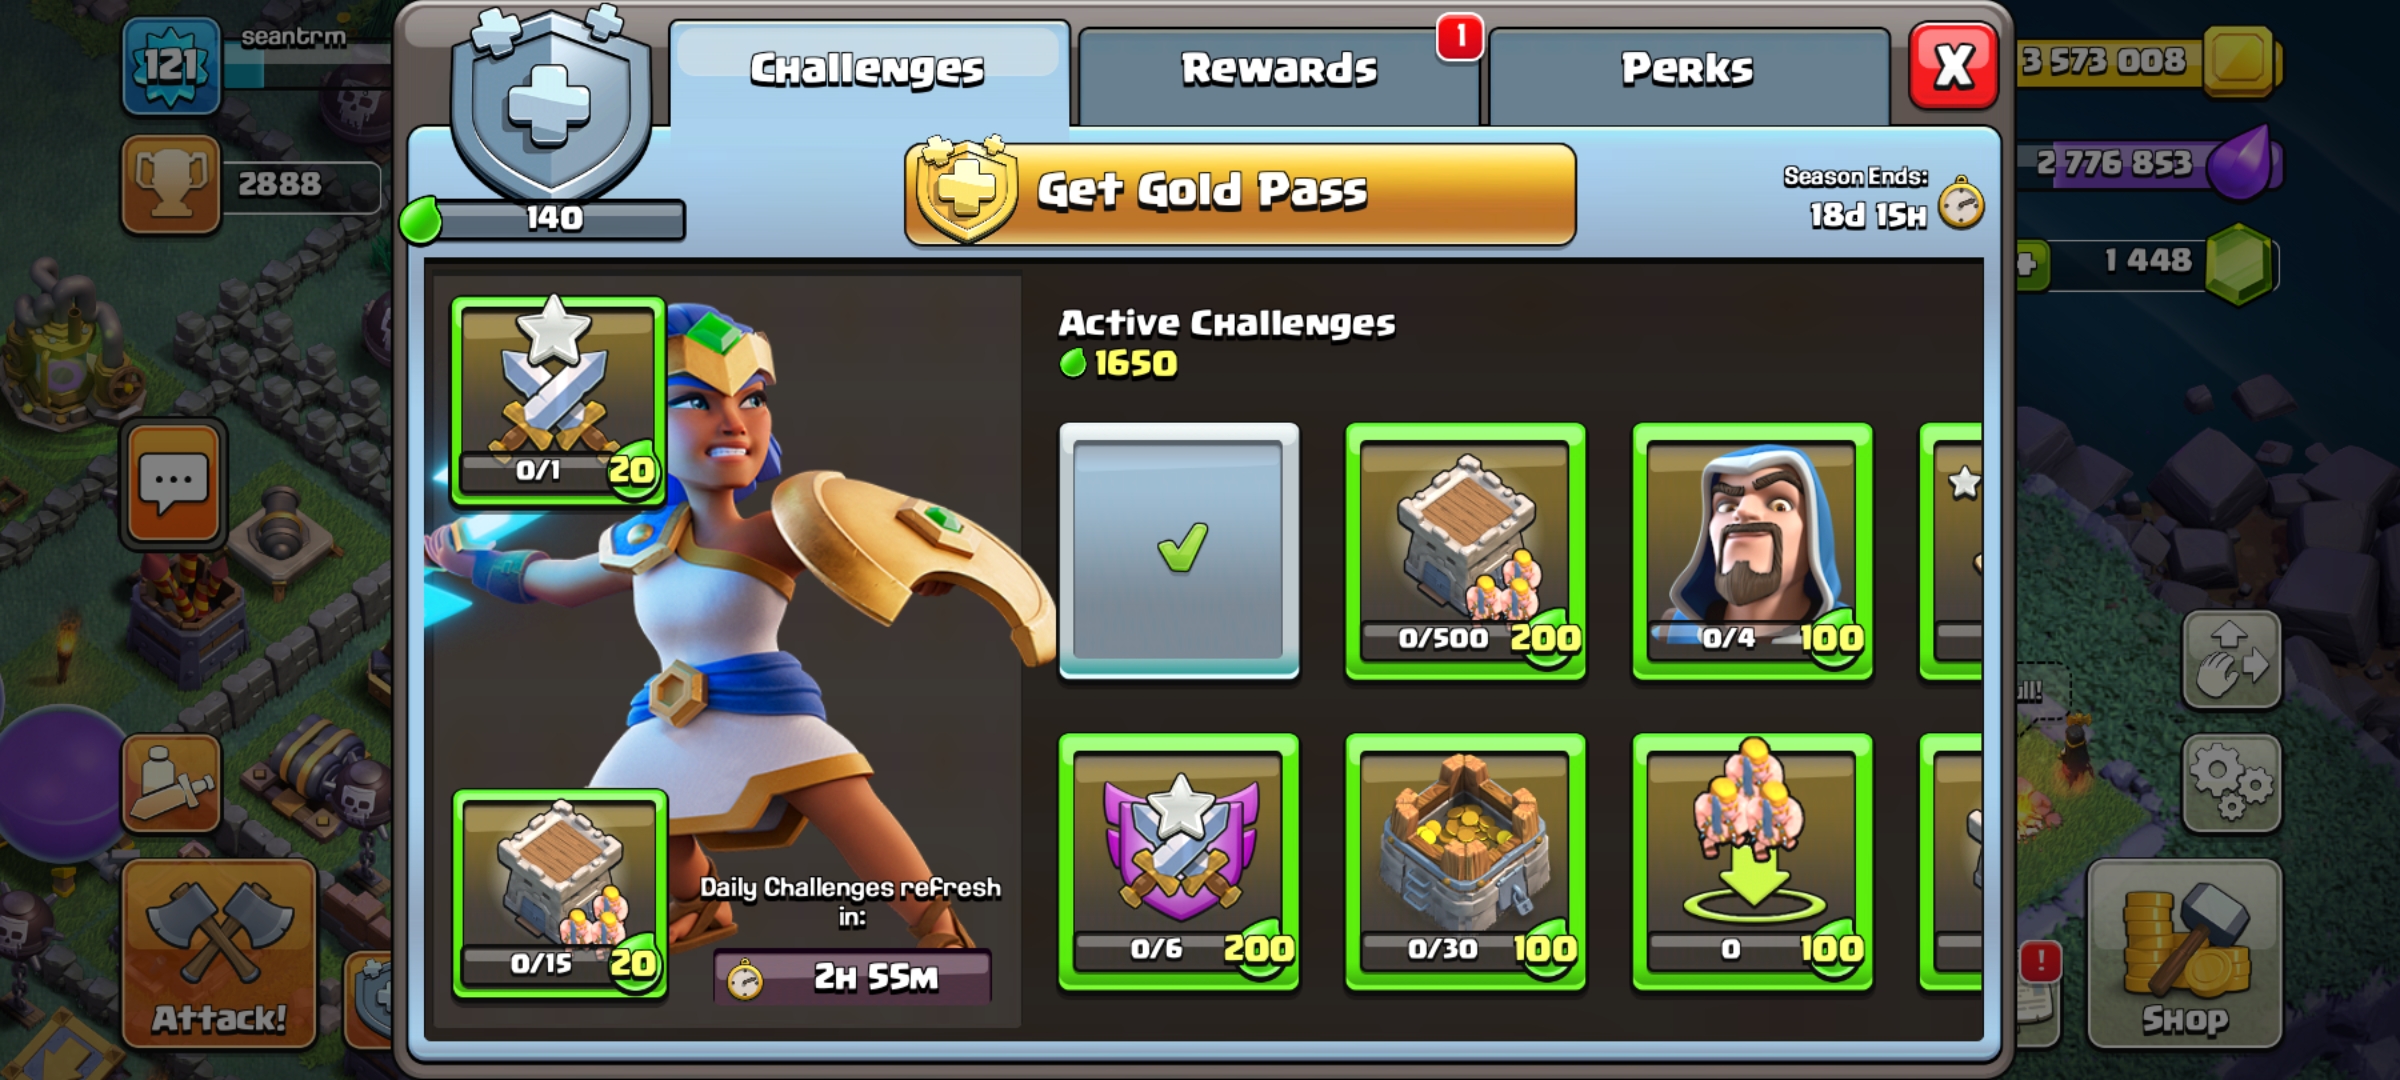 121
seantrm
2888
140
Challenges
Rewards
1
Perks
X
Get Gold Pass
Season Ends:
18d 15H
3 573 008
2 776 853
1 448
0/1
20
Active Challenges
1650
0/500
200
0/4
100
0/15
20
Daily Challenges refresh
in:
2H 55M
0/6
200
0/30
100
0
100
Attack!
!
Shop